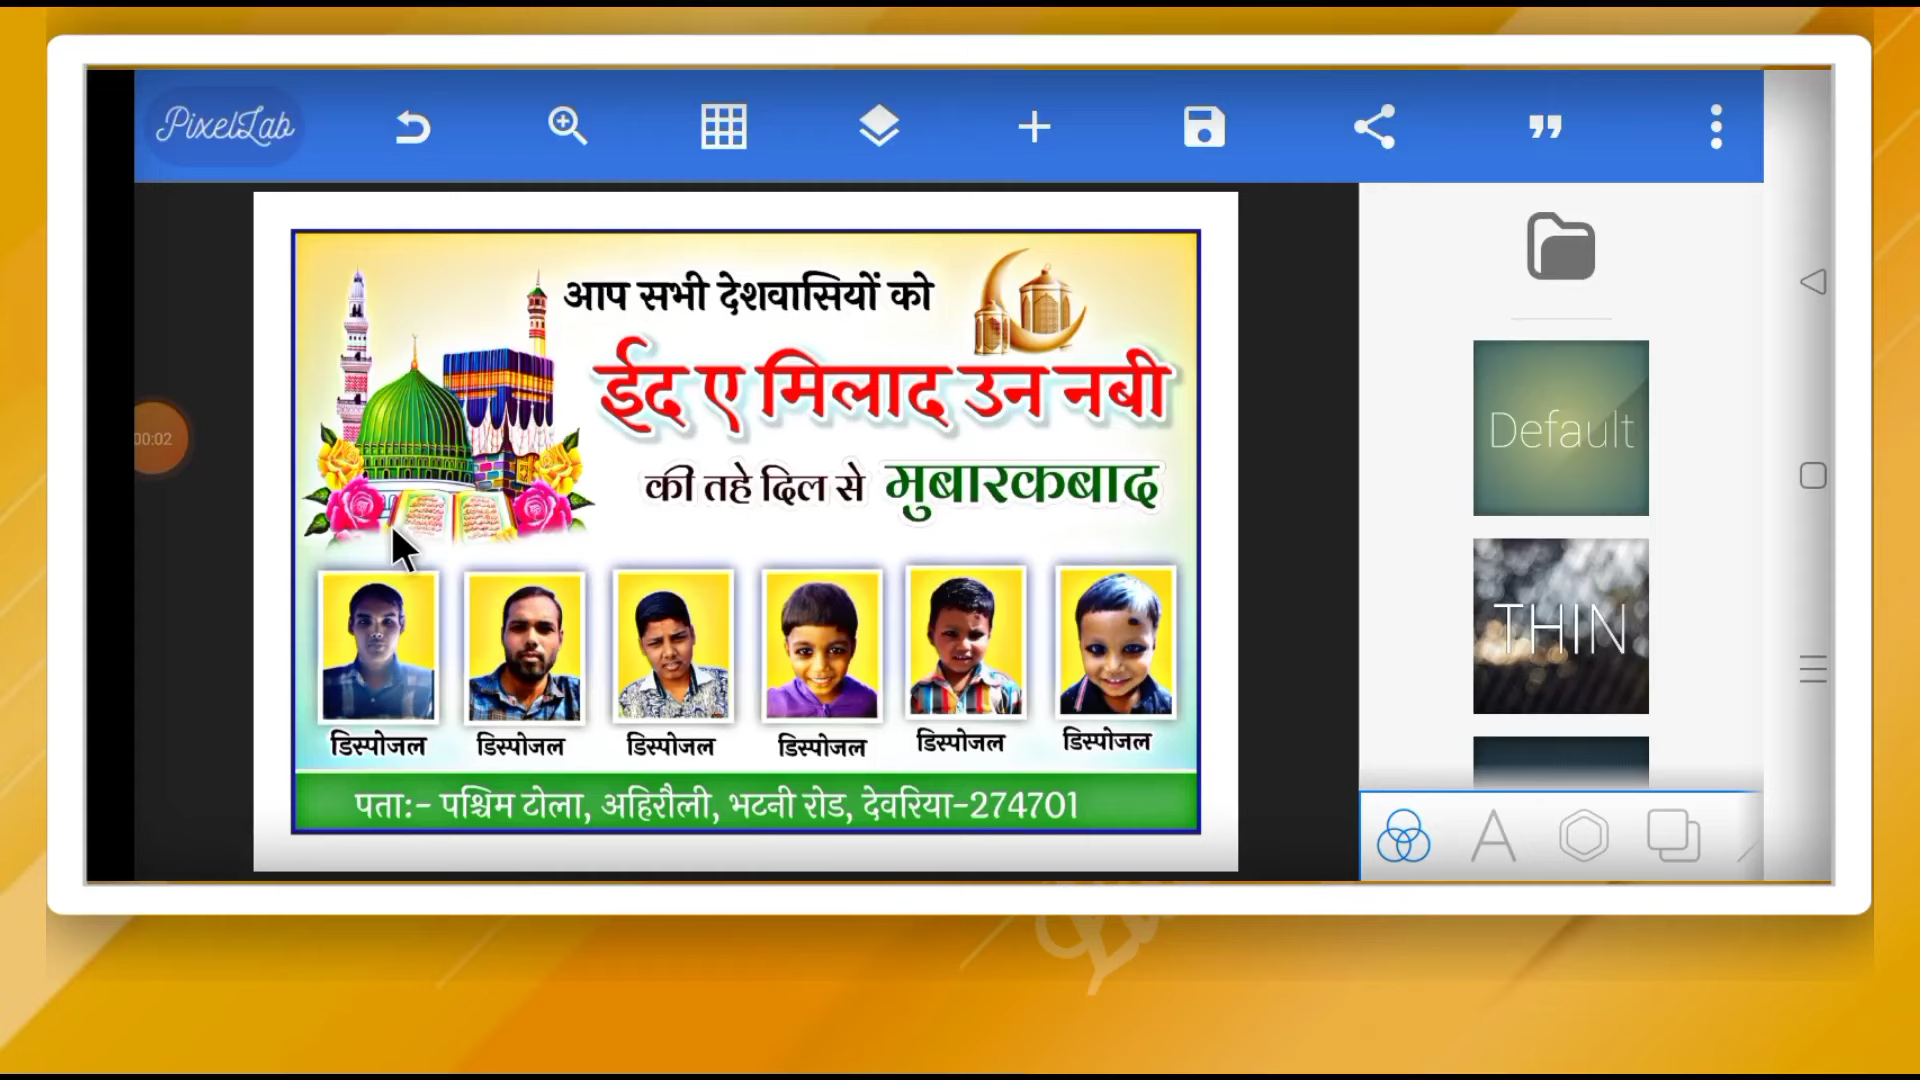 PixelLab
00:02
आप सभी देशवासियों को
ईद ए मिलाद उन नबी
की तहे दिल से मुबारकबाद
डिस्पोजल डिस्पोजल डिस्पोजल डिस्पोजल डिस्पोजल डिस्पोजल
पता:- पश्चिम टोला, अहिरौली, भटनी रोड, देवरिया-274701
Default
THIN